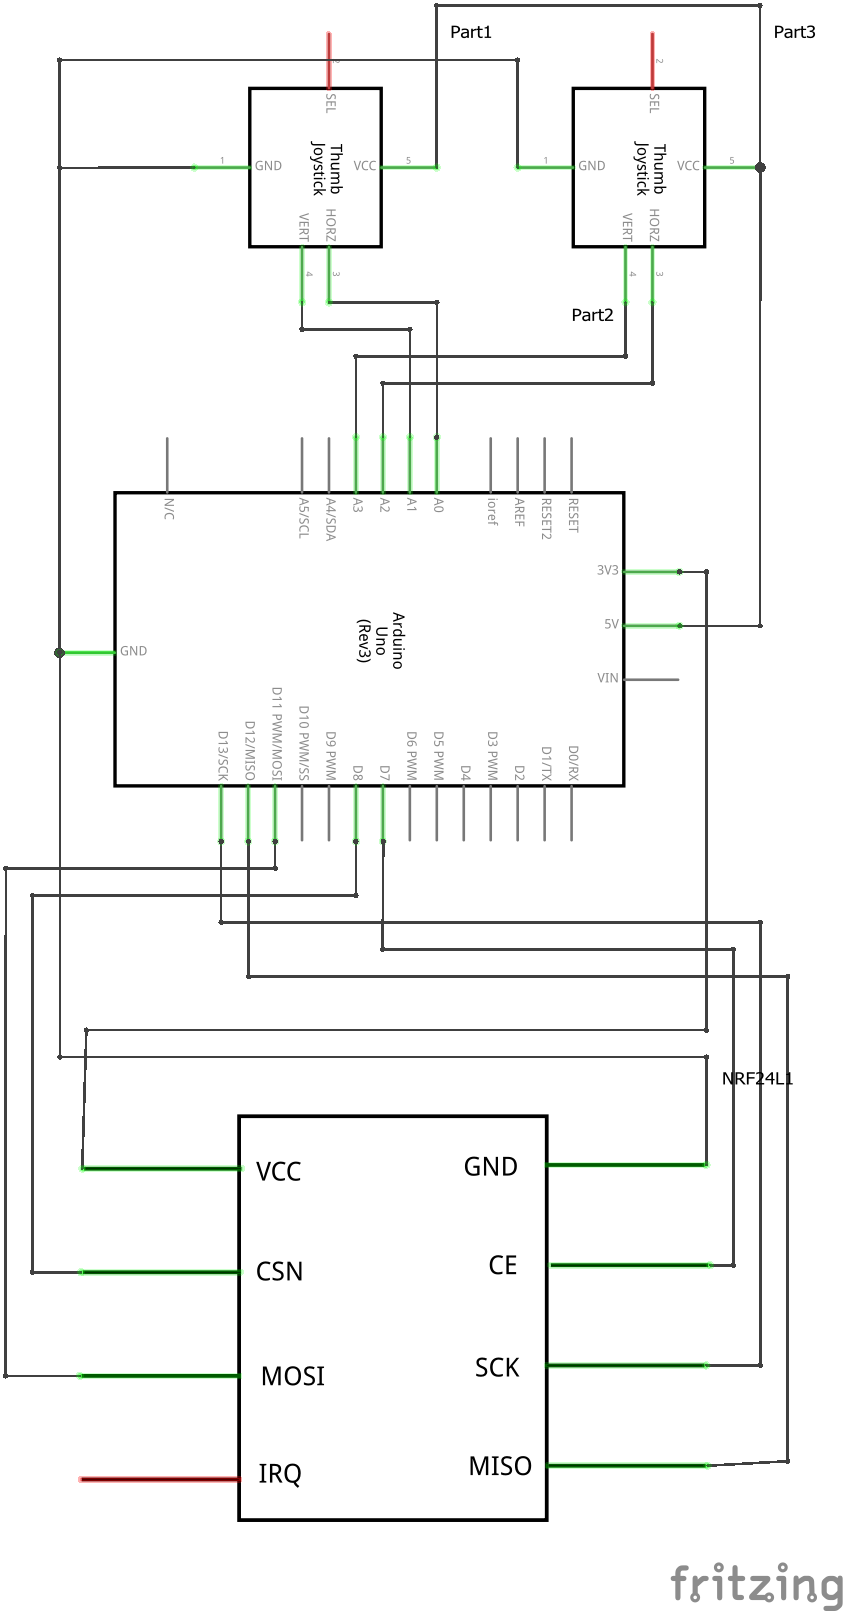 Part1
Part3
2
2
SEL
SEL
Thumb
Joystick
Thumb
Joystick
1
GND
VCC
5
1
GND
VCC
5
VERT
HORZ
VERT
HORZ
4
3
4
3
Part2
N/C
A5/SCL
A4/SDA
A3
A2
A1
A0
ioref
AREF
RESET2
RESET
3V3
5V
VIN
GND
Arduino
Uno
(Rev3)
D13/SCK
D12/MISO
D11 PWM/MOSI
D10 PWM/SS
D9 PWM
D8
D7
D6 PWM
D5 PWM
D4
D3 PWM
D2
D1/TX
D0/RX
NRF24L1
VCC
GND
CSN
CE
MOSI
SCK
IRQ
MISO
fritzing